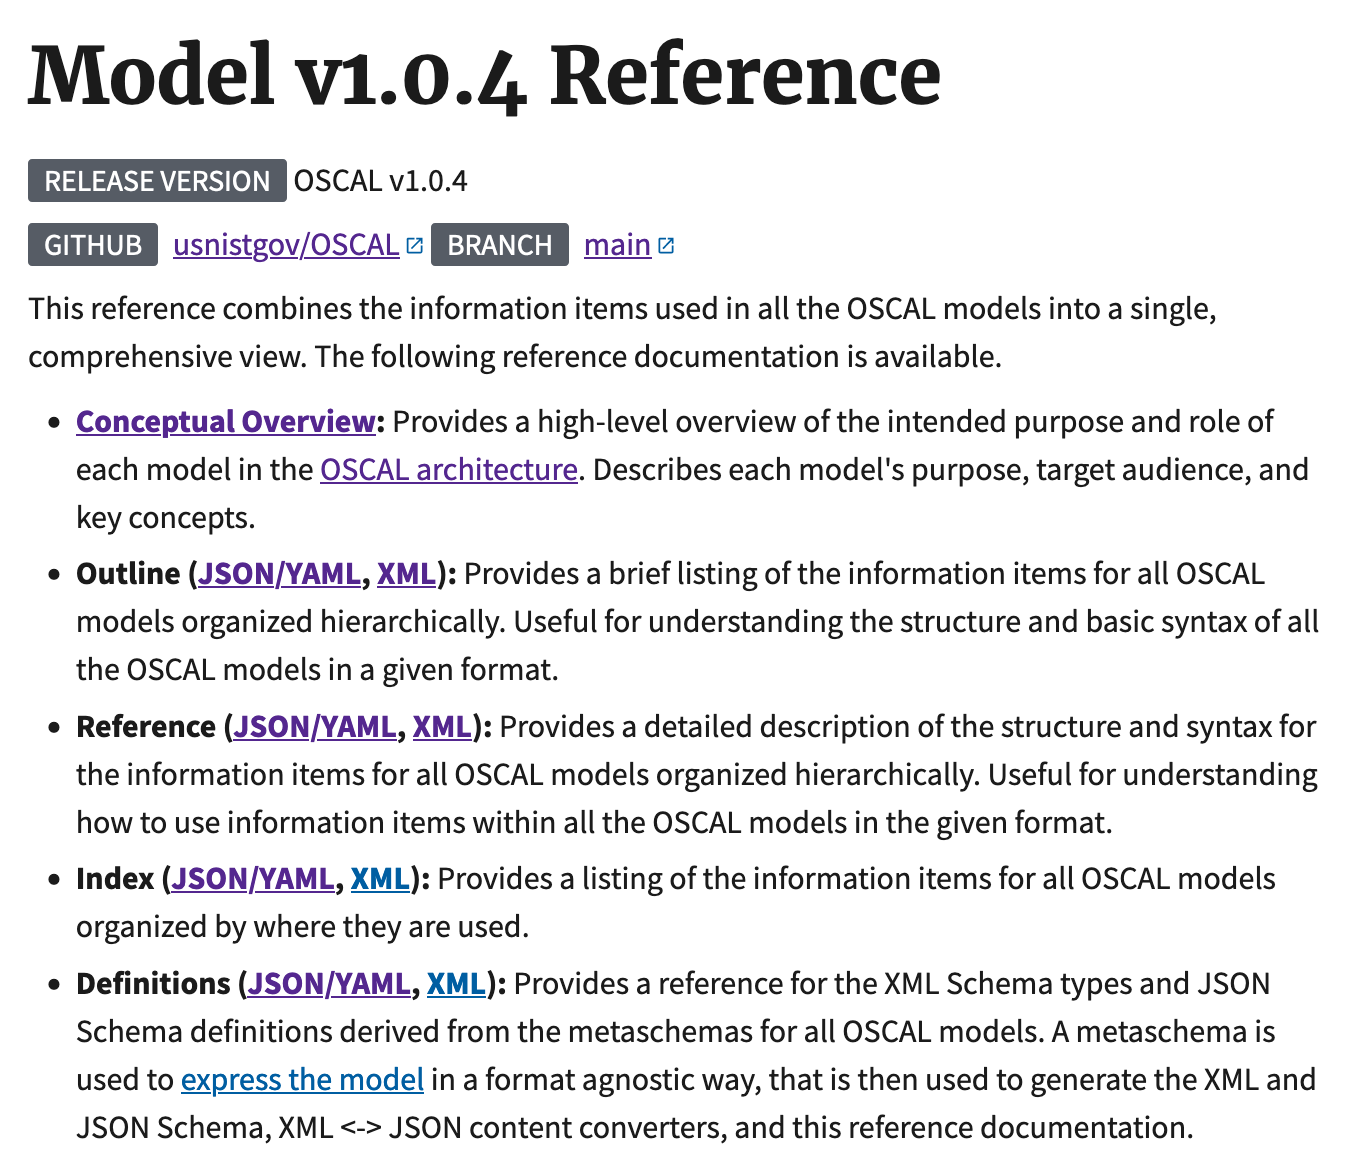 Model v1.0.4 Reference
RELEASE VERSION OSCAL v1.0.4
GITHUB usnistgov/OSCAL BRANCH main
This reference combines the information items used in all the OSCAL models into a single,
comprehensive view. The following reference documentation is available.
• Conceptual Overview: Provides a high-level overview of the intended purpose and role of
each model in the OSCAL architecture. Describes each model's purpose, target audience, and
key concepts.
• Outline (JSON/YAML, XML): Provides a brief listing of the information items for all OSCAL
models organized hierarchically. Useful for understanding the structure and basic syntax of all
the OSCAL models in a given format.
• Reference (JSON/YAML, XML): Provides a detailed description of the structure and syntax for
the information items for all OSCAL models organized hierarchically. Useful for understanding
how to use information items within all the OSCAL models in the given format.
• Index (JSON/YAML, XML): Provides a listing of the information items for all OSCAL models
organized by where they are used.
• Definitions (JSON/YAML, XML): Provides a reference for the XML Schema types and JSON
Schema definitions derived from the metaschemas for all OSCAL models. A metaschema is
used to express the model in a format agnostic way, that is then used to generate the XML and
JSON Schema, XML <-> JSON content converters, and this reference documentation.